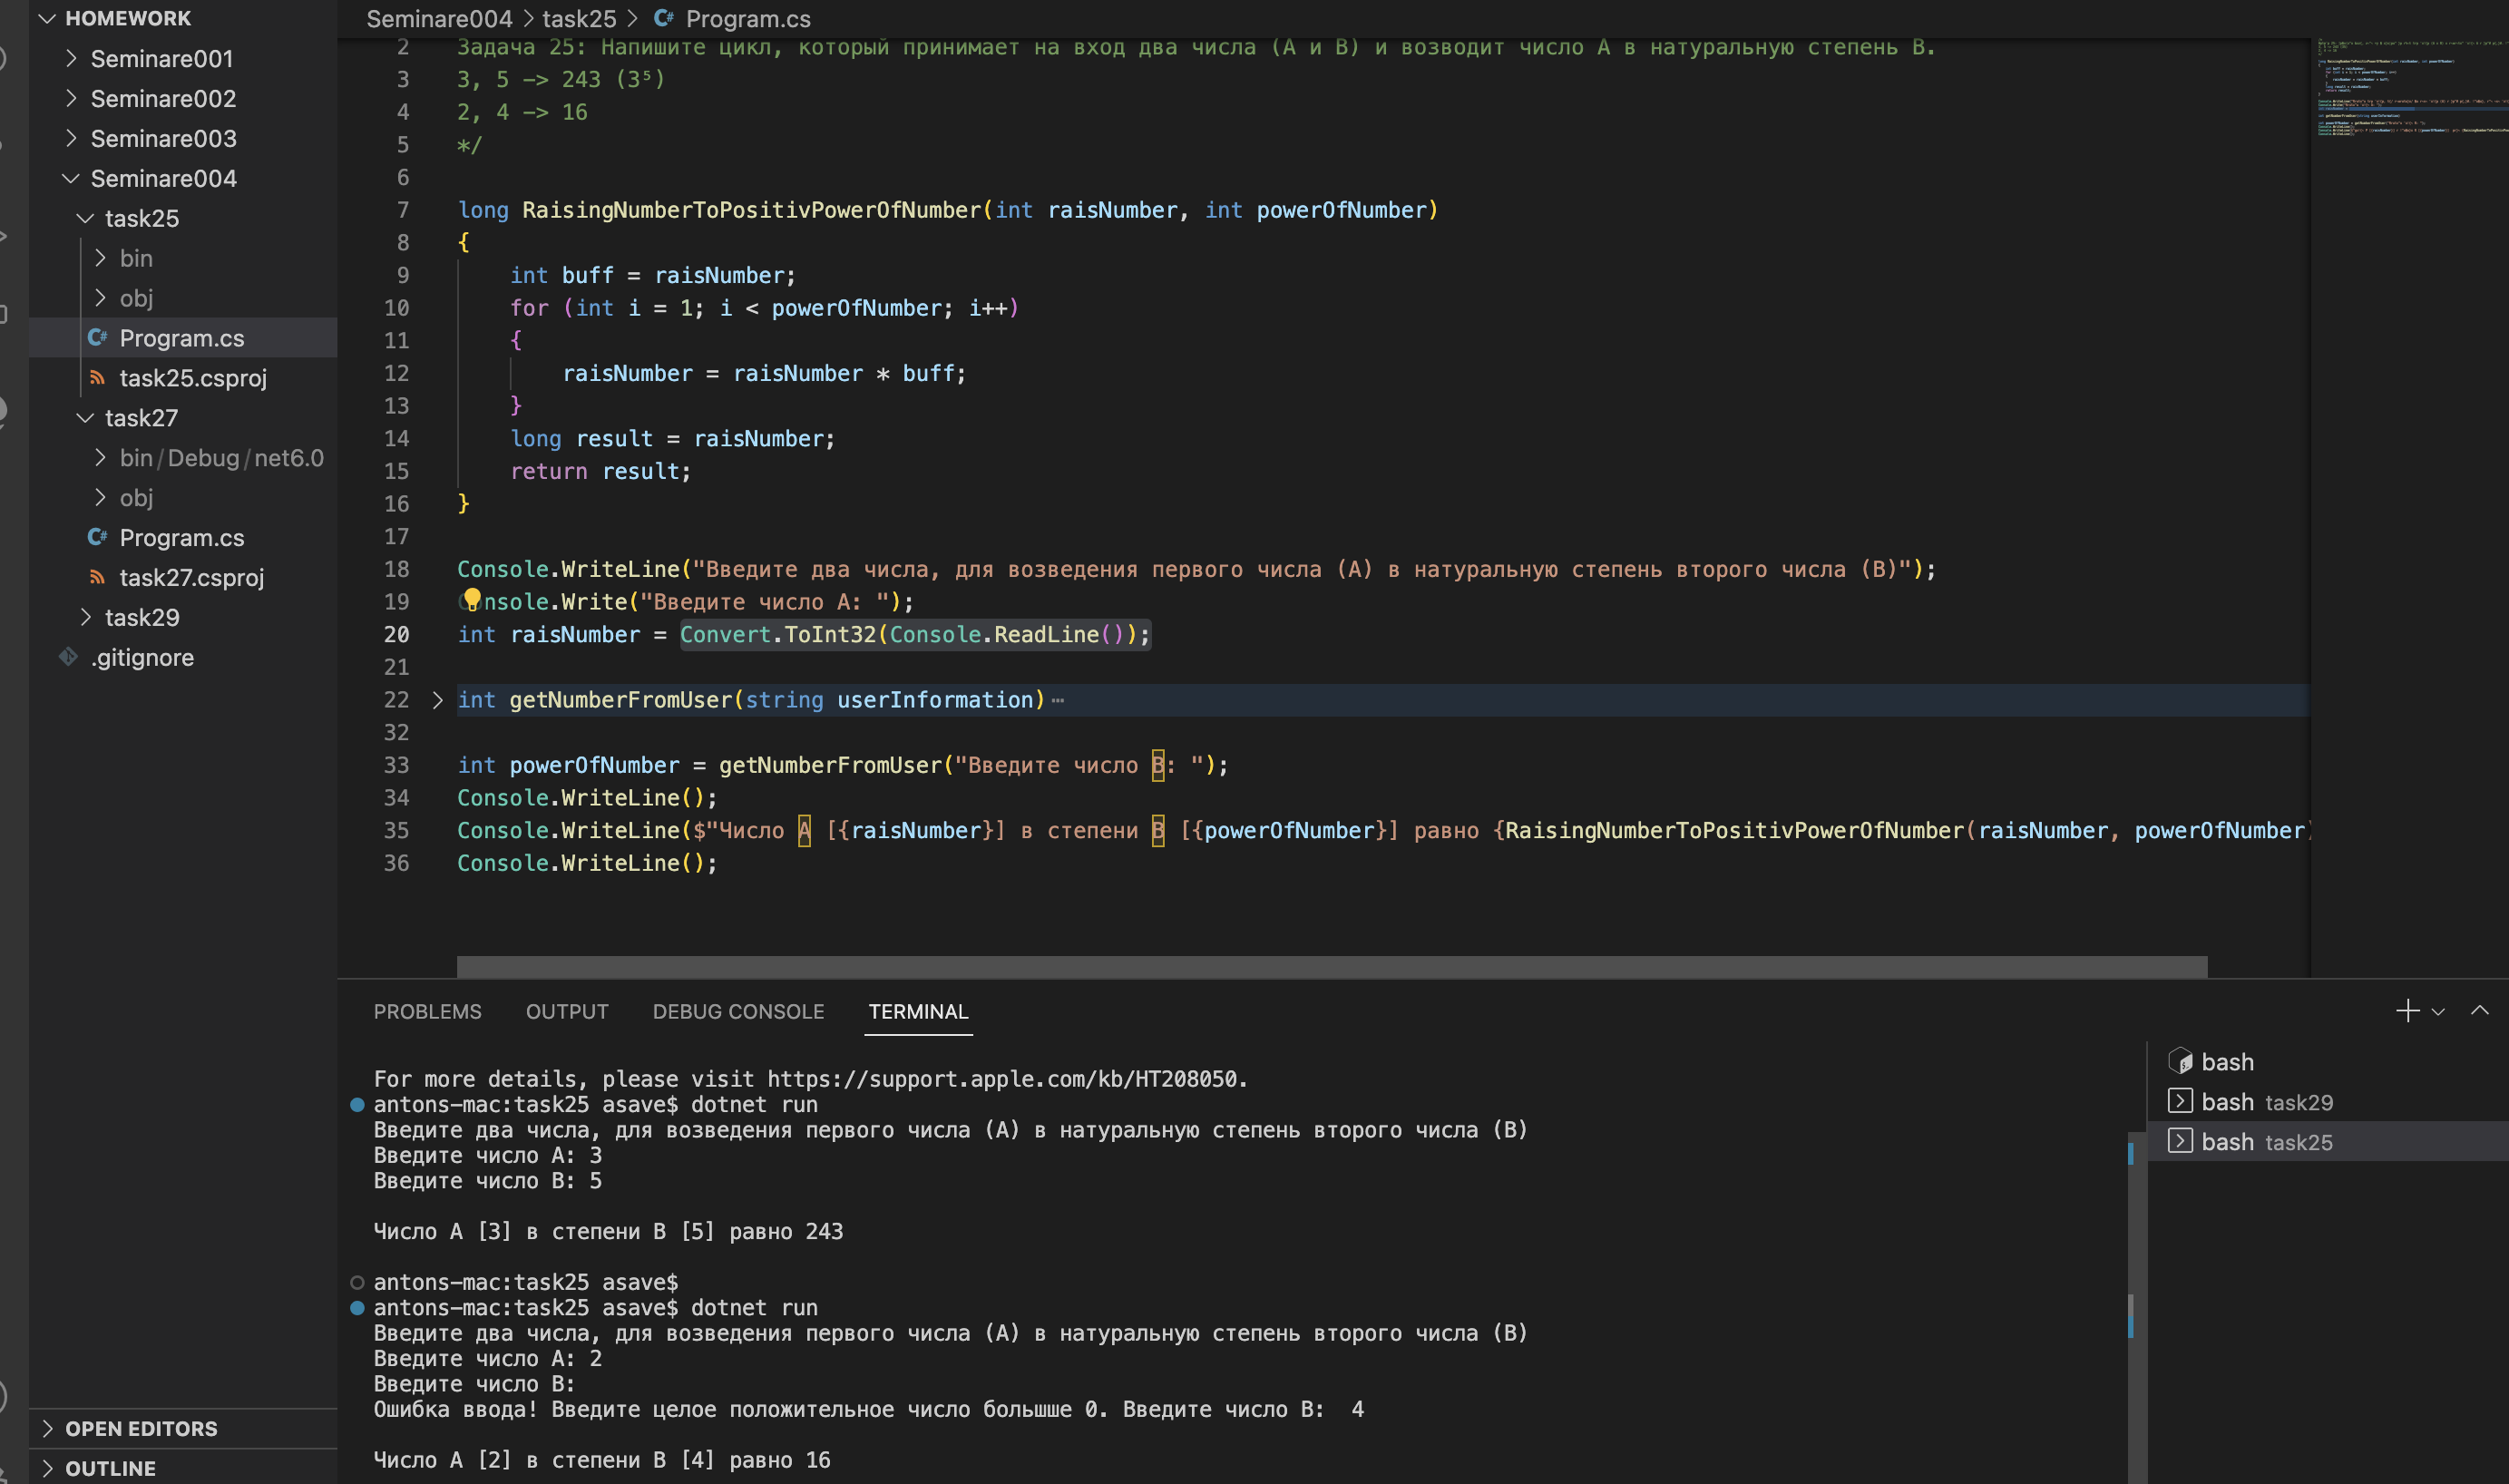 HOMEWORK
Seminare001
Seminare002
Seminare003
Seminare004
task25
bin
obj
C# Program.cs
task25.csproj
task27
bin/Debug/net6.0
obj
C# Program.cs
task27.csproj
task29
.gitignore
OPEN EDITORS
OUTLINE
Seminare004 > task25 > C# Program.cs
2 Задача 25: Напишите цикл, который принимает на вход два числа (A и B) и возводит число A в натуральную степень B.
3 3, 5 -> 243 (3⁵)
4 2, 4 -> 16
5 */
6
7 long RaisingNumberToPositivPowerOfNumber(int raisNumber, int powerOfNumber)
8 {
9 int buff = raisNumber;
10 for (int i = 1; i < powerOfNumber; i++)
11 {
12 raisNumber = raisNumber * buff;
13 }
14 long result = raisNumber;
15 return result;
16 }
17
18 Console.WriteLine("Введите два числа, для возведения первого числа (A) в натуральную степень второго числа (B)");
19 Console.Write("Введите число A: ");
20 int raisNumber = Convert.ToInt32(Console.ReadLine());
21
22 int getNumberFromUser(string userInformation)⋯
32
33 int powerOfNumber = getNumberFromUser("Введите число В: ");
34 Console.WriteLine();
35 Console.WriteLine($"Число А [{raisNumber}] в степени В [{powerOfNumber}] равно {RaisingNumberToPositivPowerOfNumber(raisNumber, powerOfNumber)
36 Console.WriteLine();
PROBLEMS OUTPUT DEBUG CONSOLE TERMINAL
For more details, please visit https://support.apple.com/kb/HT208050.
antons-mac:task25 asave$ dotnet run
Введите два числа, для возведения первого числа (A) в натуральную степень второго числа (B)
Введите число A: 3
Введите число В: 5
Число А [3] в степени В [5] равно 243
antons-mac:task25 asave$
antons-mac:task25 asave$ dotnet run
Введите два числа, для возведения первого числа (A) в натуральную степень второго числа (B)
Введите число A: 2
Введите число В:
Ошибка ввода! Введите целое положительное число большше 0. Введите число В:  4
Число А [2] в степени В [4] равно 16
bash
bash task29
bash task25